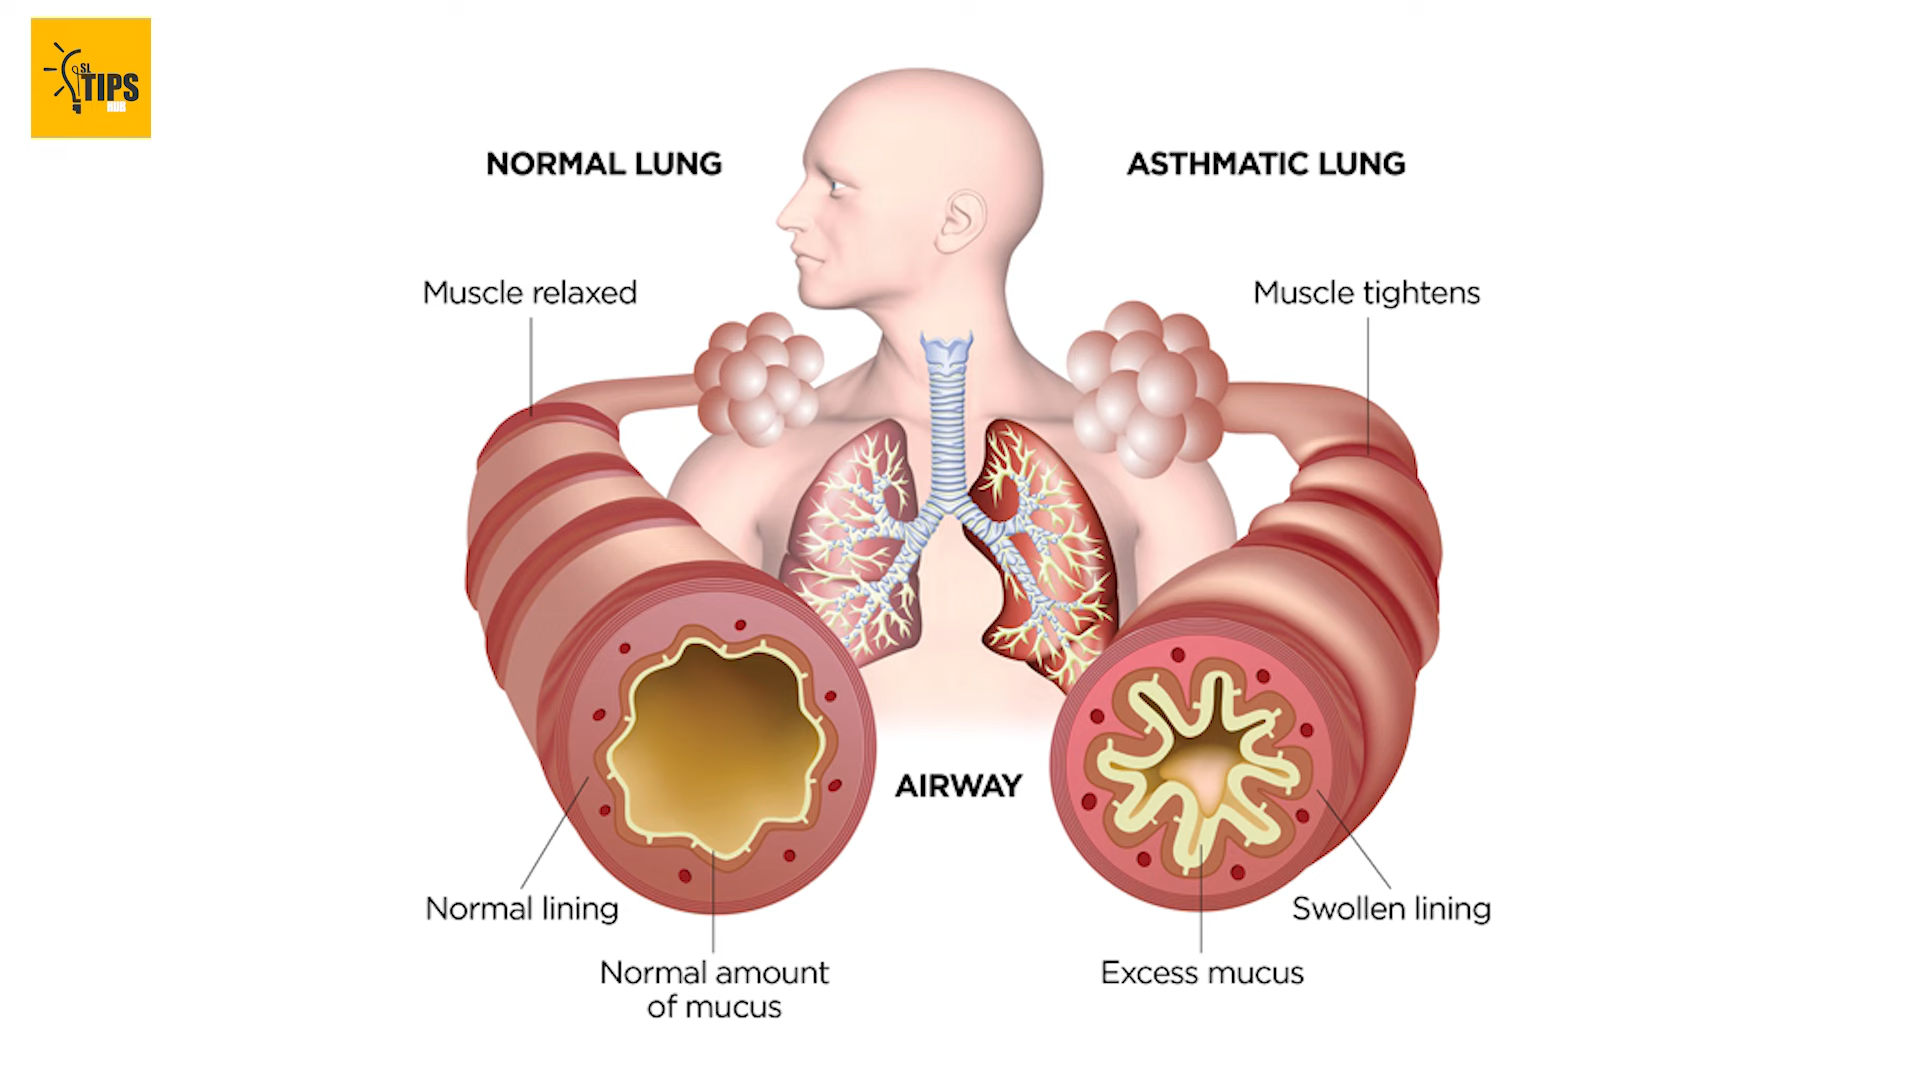 SL
TIPS
HUB
NORMAL LUNG
ASTHMATIC LUNG
Muscle relaxed
Muscle tightens
AIRWAY
Normal lining
Swollen lining
Normal amount
of mucus
Excess mucus